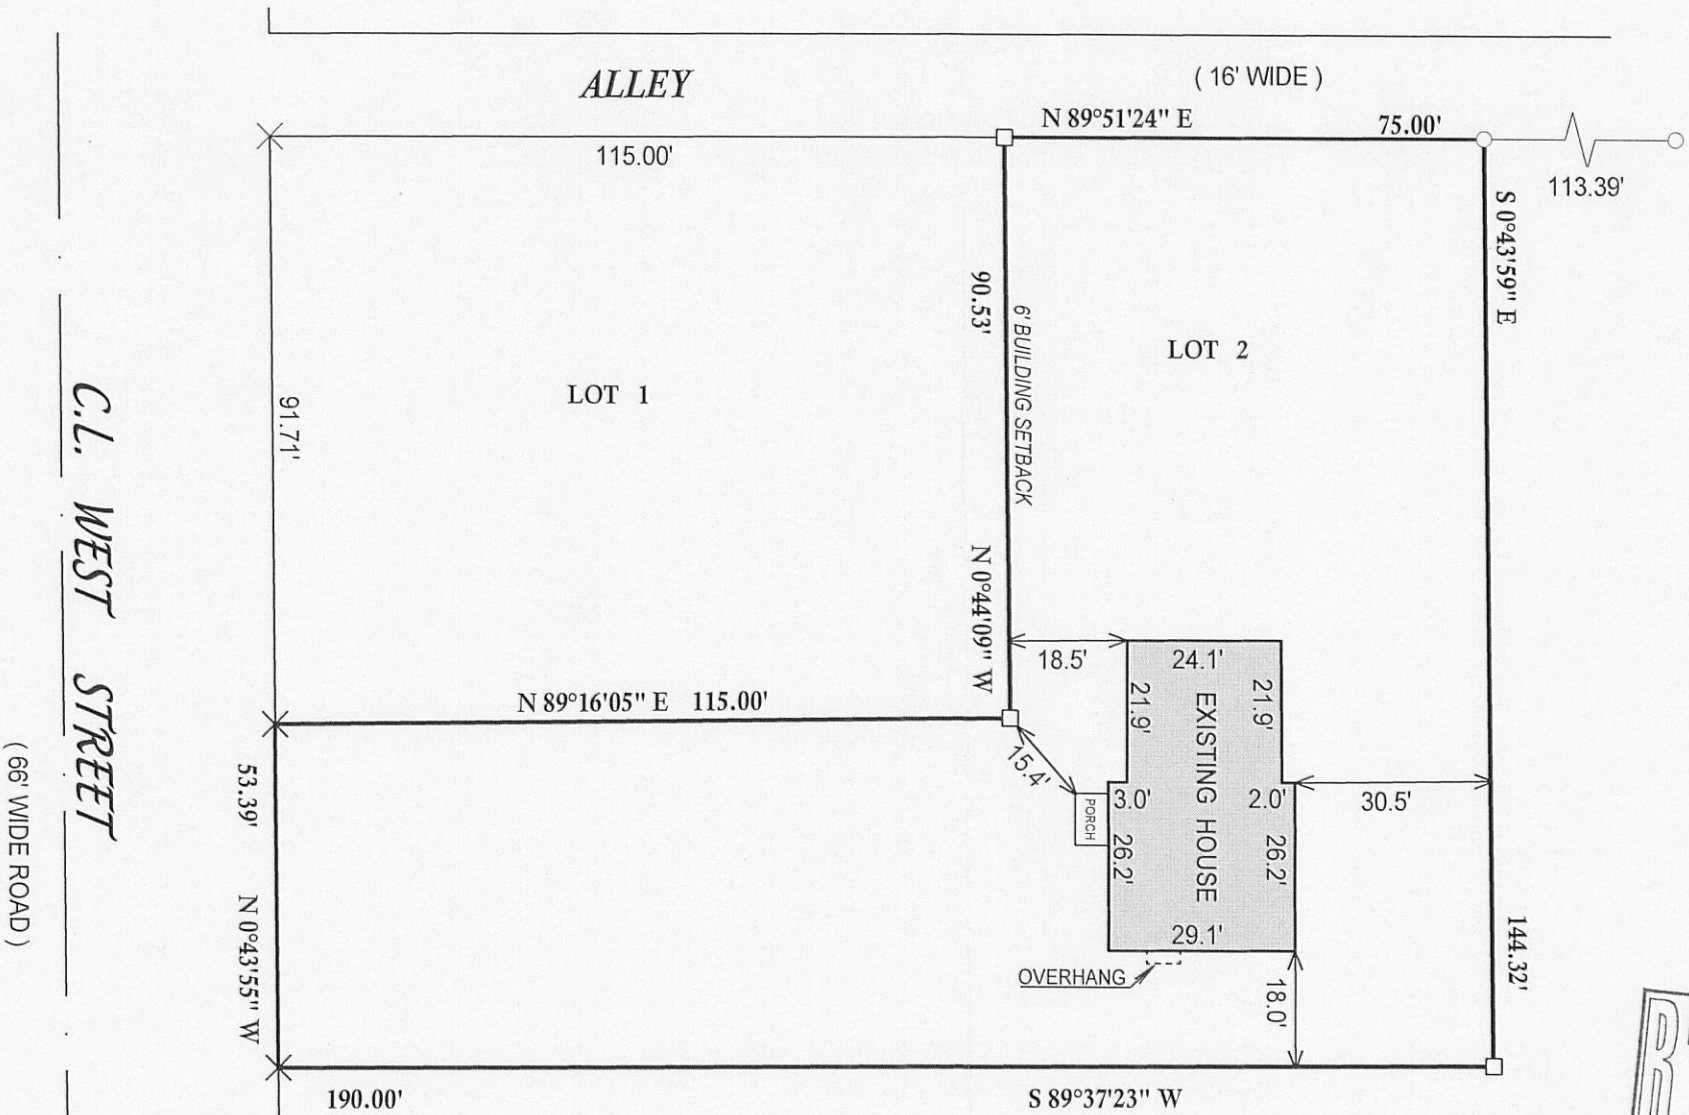 ALLEY
( 16' WIDE )
N 89°51'24" E
75.00'
115.00'
113.39'
S 0°43'59" E
90.53'
6' BUILDING SETBACK
LOT 2
LOT 1
91.71'
C.L. WEST STREET
( 66' WIDE ROAD )
N 0°44'09" W
18.5'
24.1'
21.9'
21.9'
EXISTING HOUSE
N 89°16'05" E 115.00'
15.4'
PORCH
3.0'
2.0'
30.5'
26.2'
26.2'
53.39'
N 0°43'55" W
29.1'
OVERHANG
18.0'
144.32'
190.00'
S 89°37'23" W